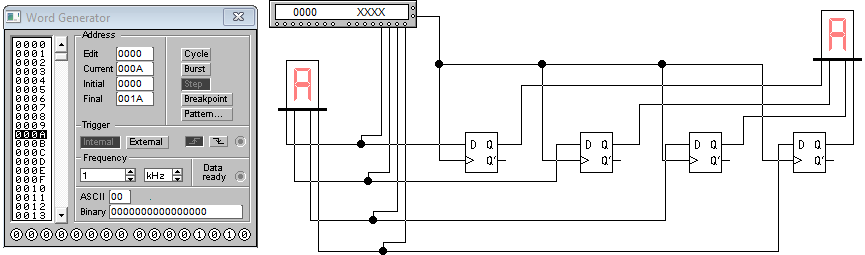 Word Generator
Address
0000
0001
0002
0003
0004
0005
0006
0007
0008
0009
000A
000B
000C
000D
000E
000F
0010
0011
0012
0013
Edit 0000
Current 000A
Initial 0000
Final 001A
Cycle
Burst
Step
Breakpoint
Pattern...
Trigger
Internal External
Frequency
1 kHz
Data ready
ASCII 00
Binary 0000000000000000
0 0 0 0 0 0 0 0 0 0 0 0 1 0 1 0
0000 XXXX
A
A
D Q
Q'
D Q
Q'
D Q
Q'
D Q
Q'